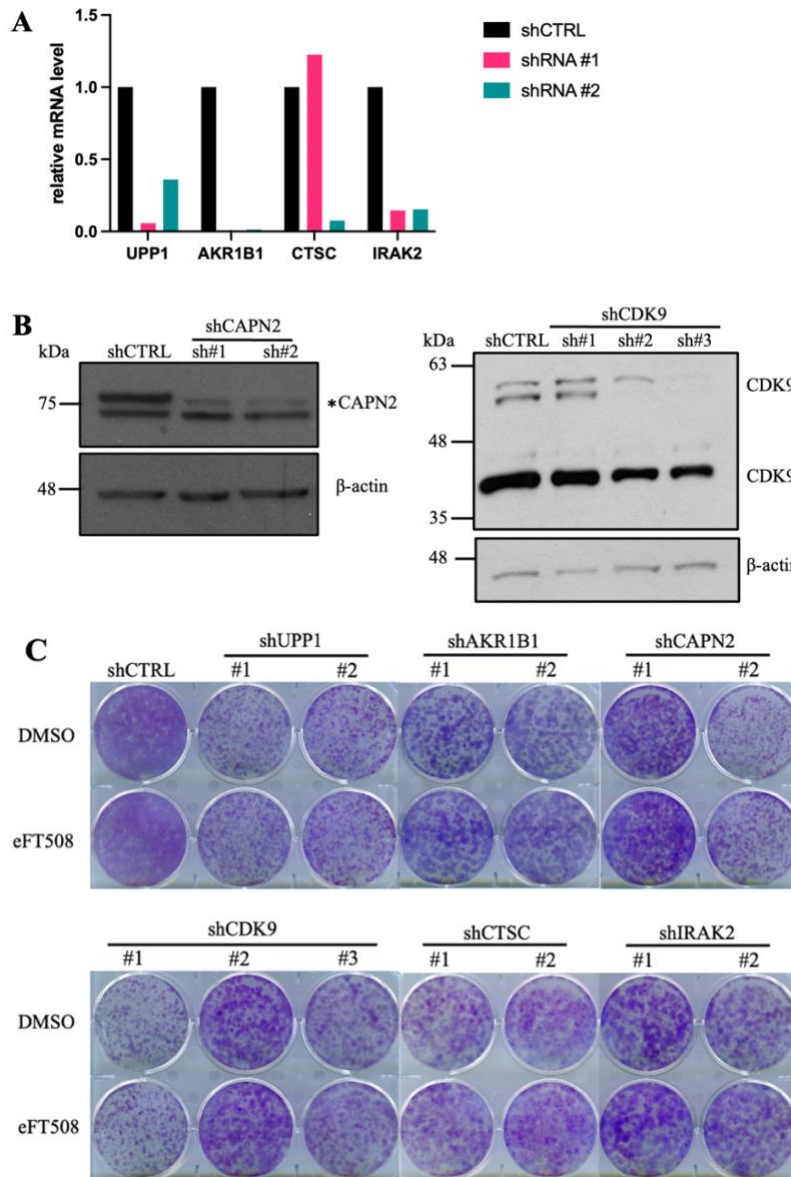 A
relative mRNA level
1.5
1.0
0.5
0.0
UPP1 AKR1B1 CTSC IRAK2
shCTRL
shRNA #1
shRNA #2
B
kDa
shCTRL
shCAPN2
sh#1 sh#2
75
*CAPN2
48
β-actin
shCDK9
shCTRL sh#1 sh#2 sh#3
63
CDK9
48
CDK9
35
48
β-actin
C
shUPP1 shAKR1B1 shCAPN2
shCTRL #1 #2 #1 #2 #1 #2
DMSO
eFT508
shCDK9 shCTSC shIRAK2
#1 #2 #3 #1 #2 #1 #2
DMSO
eFT508